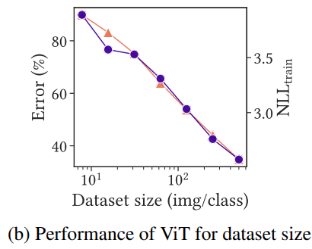 80
60
40
Error (%)
3.5
3.0
NLLtrain
10¹
10²
Dataset size (img/class)
(b) Performance of ViT for dataset size